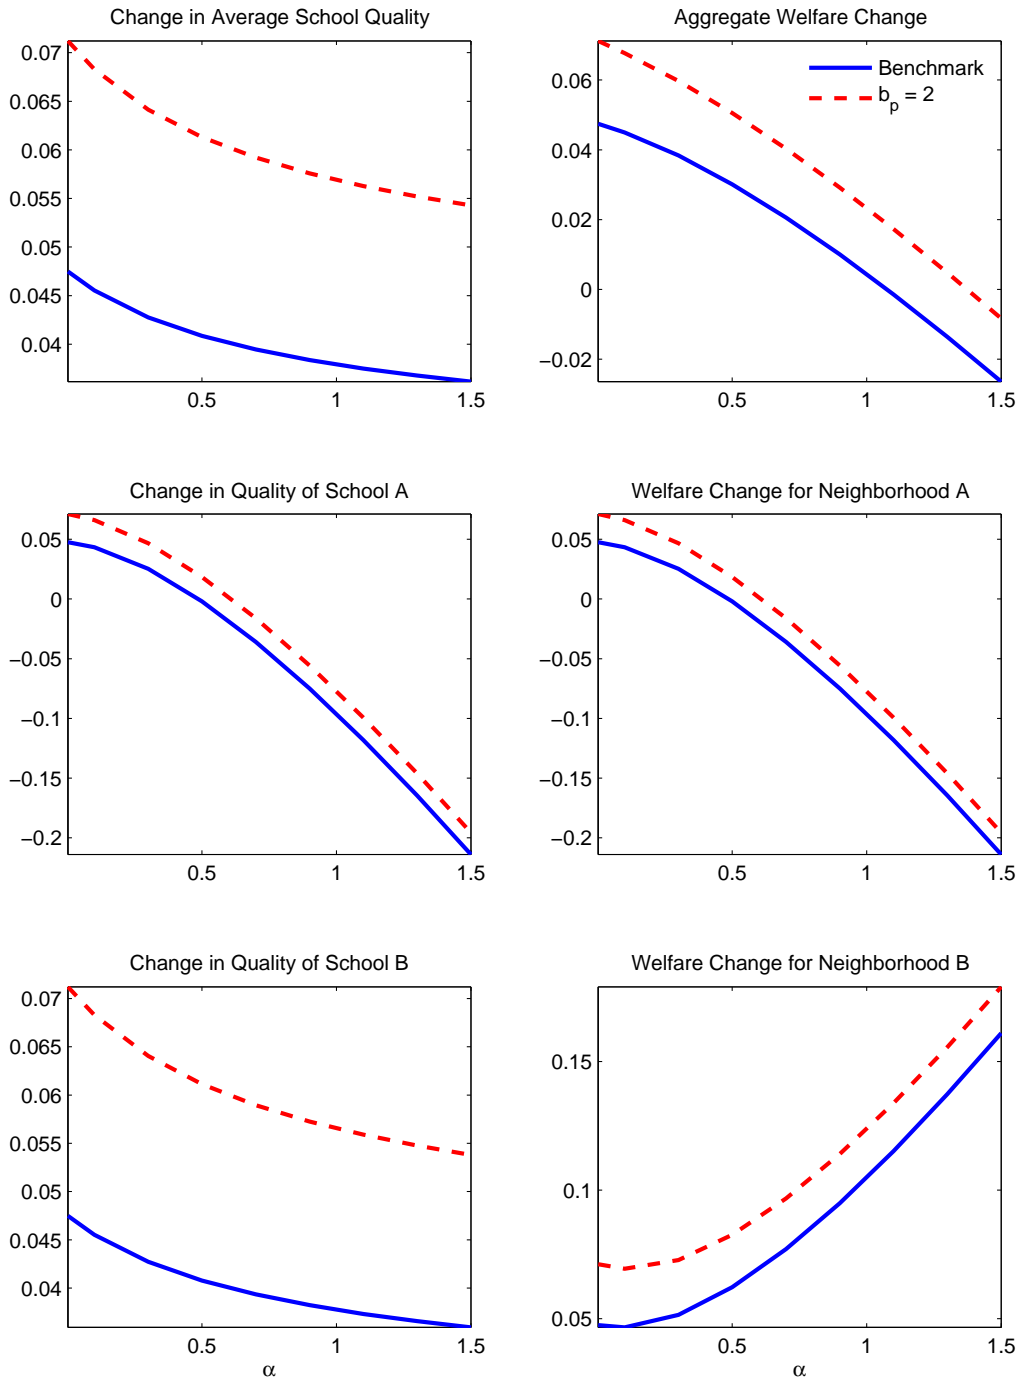 Change in Average School Quality
0.07
0.065
0.06
0.055
0.05
0.045
0.04
0.5 1 1.5
Aggregate Welfare Change
Benchmark
b_p = 2
0.06
0.04
0.02
0
−0.02
0.5 1 1.5
Change in Quality of School A
0.05
0
−0.05
−0.1
−0.15
−0.2
0.5 1 1.5
Welfare Change for Neighborhood A
0.05
0
−0.05
−0.1
−0.15
−0.2
0.5 1 1.5
Change in Quality of School B
0.07
0.065
0.06
0.055
0.05
0.045
0.04
0.5 1 1.5
α
Welfare Change for Neighborhood B
0.15
0.1
0.05
0.5 1 1.5
α